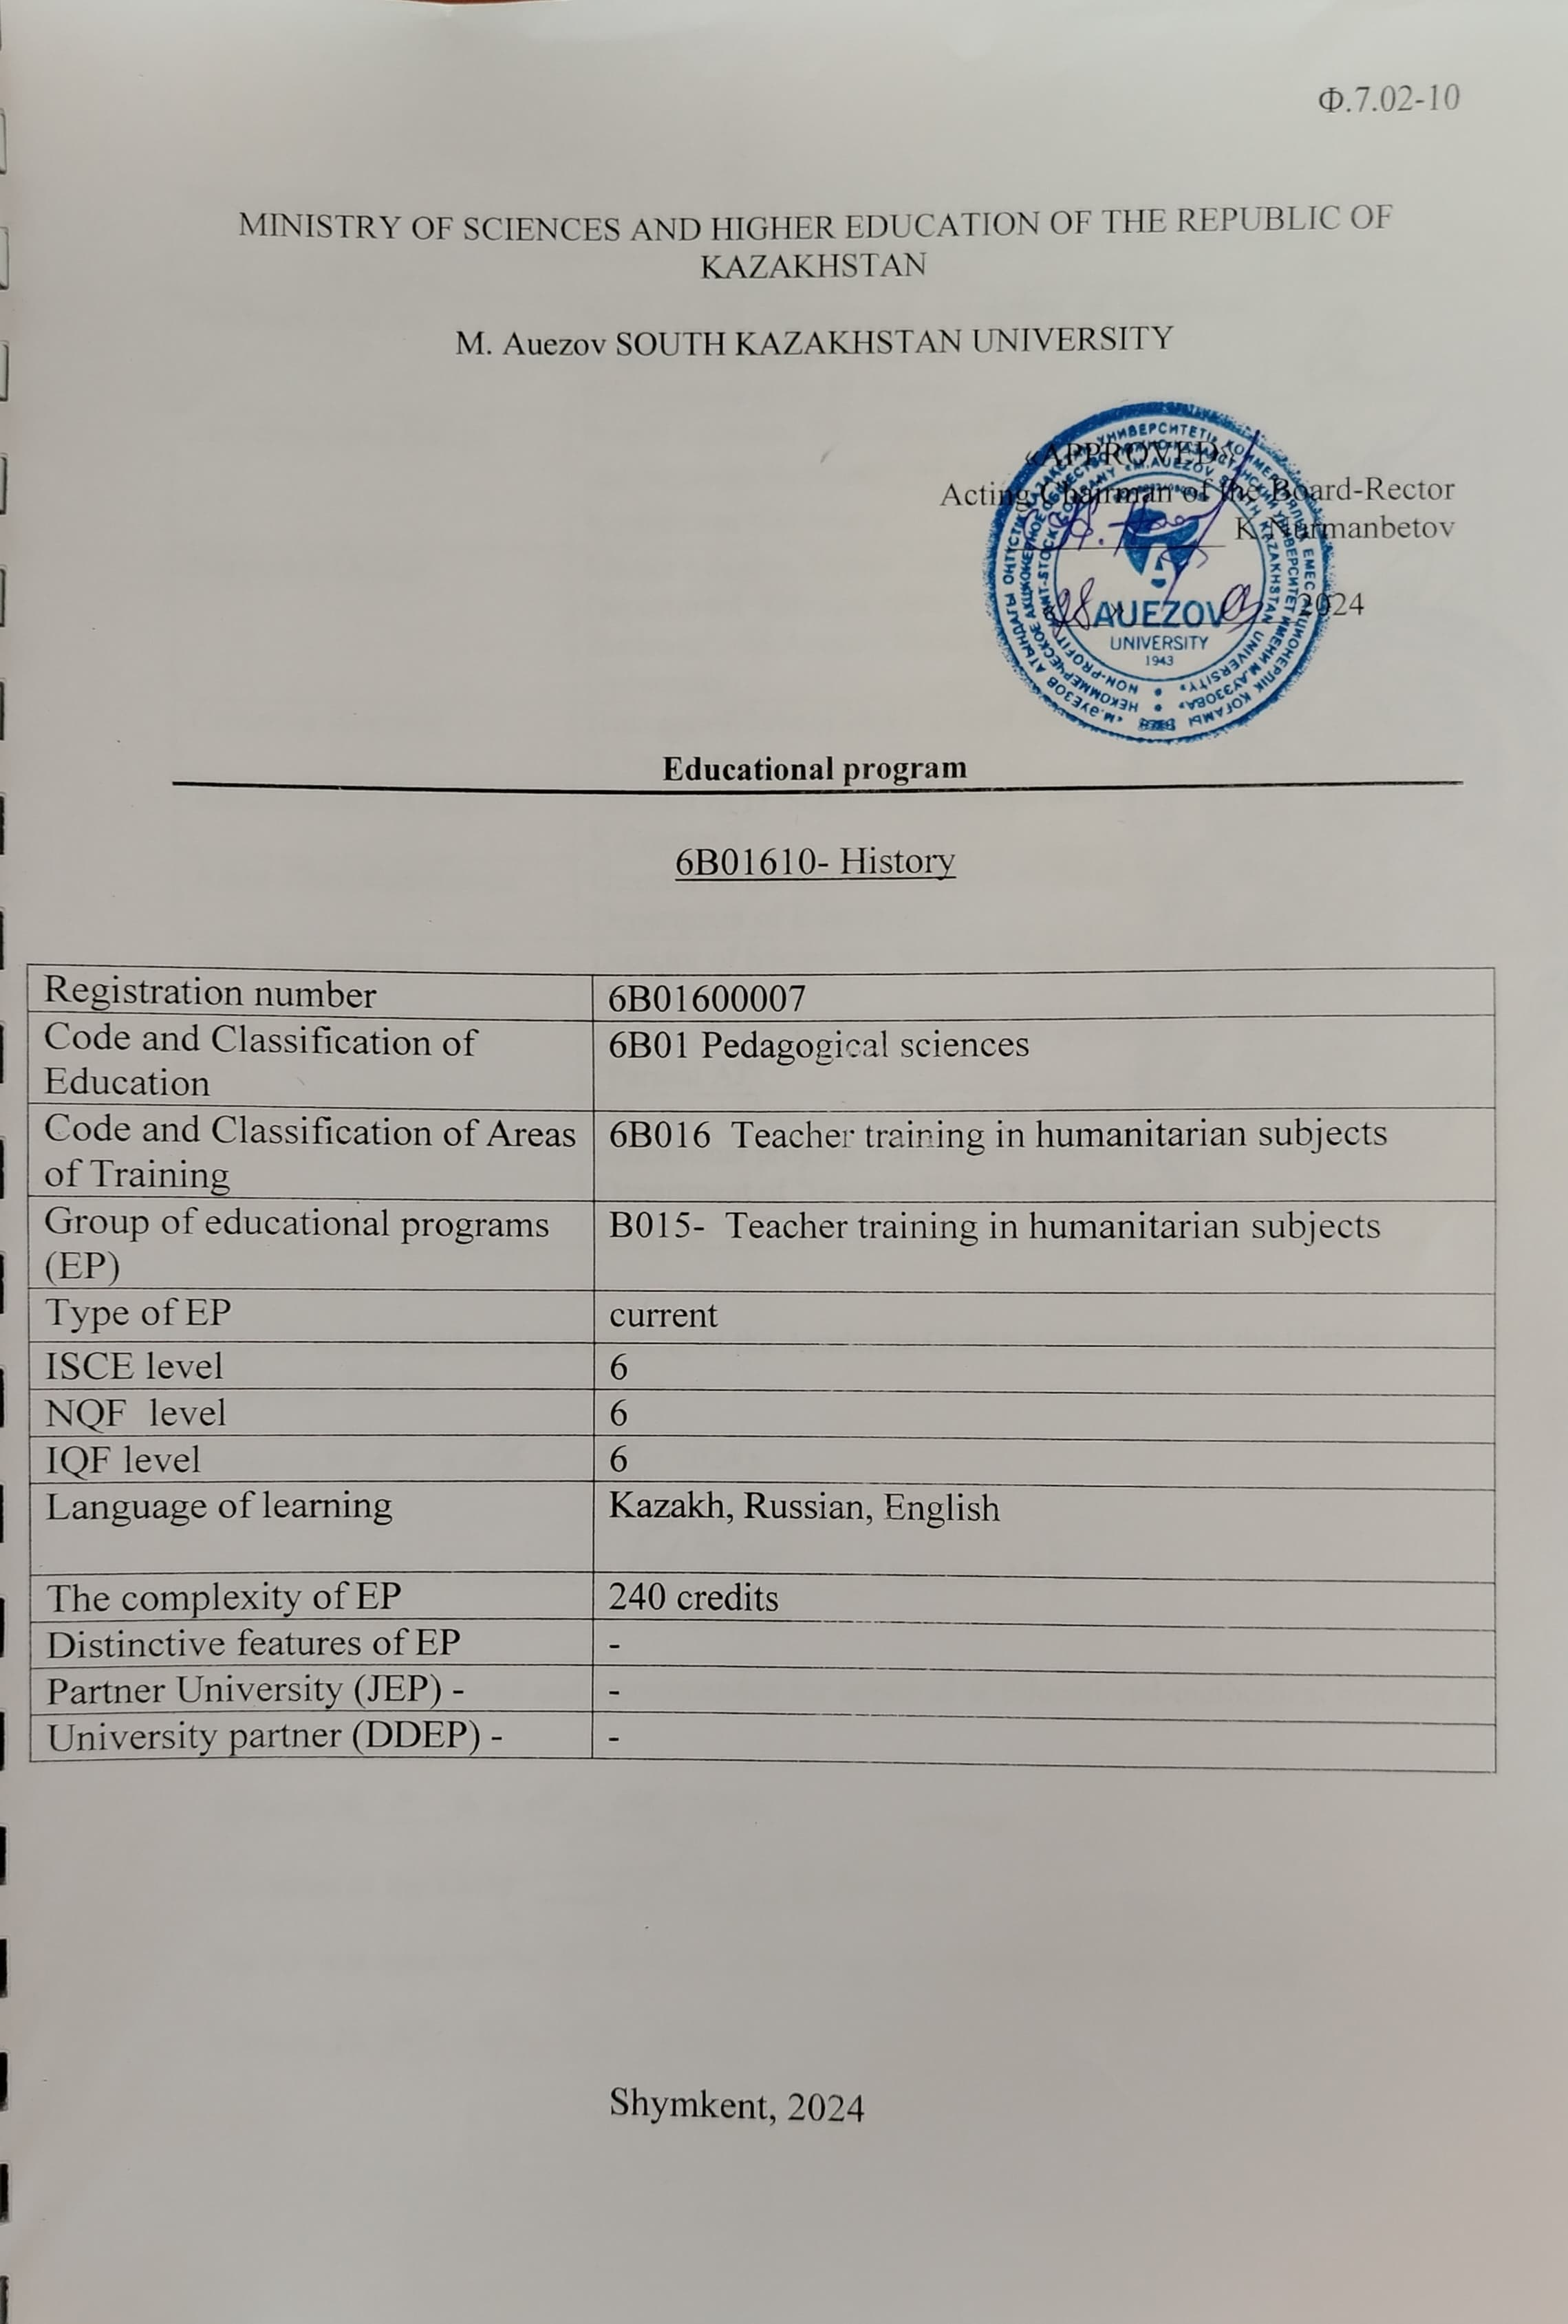 Ф.7.02-10
MINISTRY OF SCIENCES AND HIGHER EDUCATION OF THE REPUBLIC OF
KAZAKHSTAN
M. Auezov SOUTH KAZAKHSTAN UNIVERSITY
«APPROVED»
Acting Chairman of the Board-Rector
K.Nurmanbetov
2024
AUEZOV
UNIVERSITY
1943
Educational program
6B01610- History
Registration number 6B01600007
Code and Classification of
Education 6B01 Pedagogical sciences
Code and Classification of Areas
of Training 6B016 Teacher training in humanitarian subjects
Group of educational programs
(EP) B015- Teacher training in humanitarian subjects
Type of EP current
ISCE level 6
NQF level 6
IQF level 6
Language of learning Kazakh, Russian, English
The complexity of EP 240 credits
Distinctive features of EP -
Partner University (JEP) - -
University partner (DDEP) - -
Shymkent, 2024